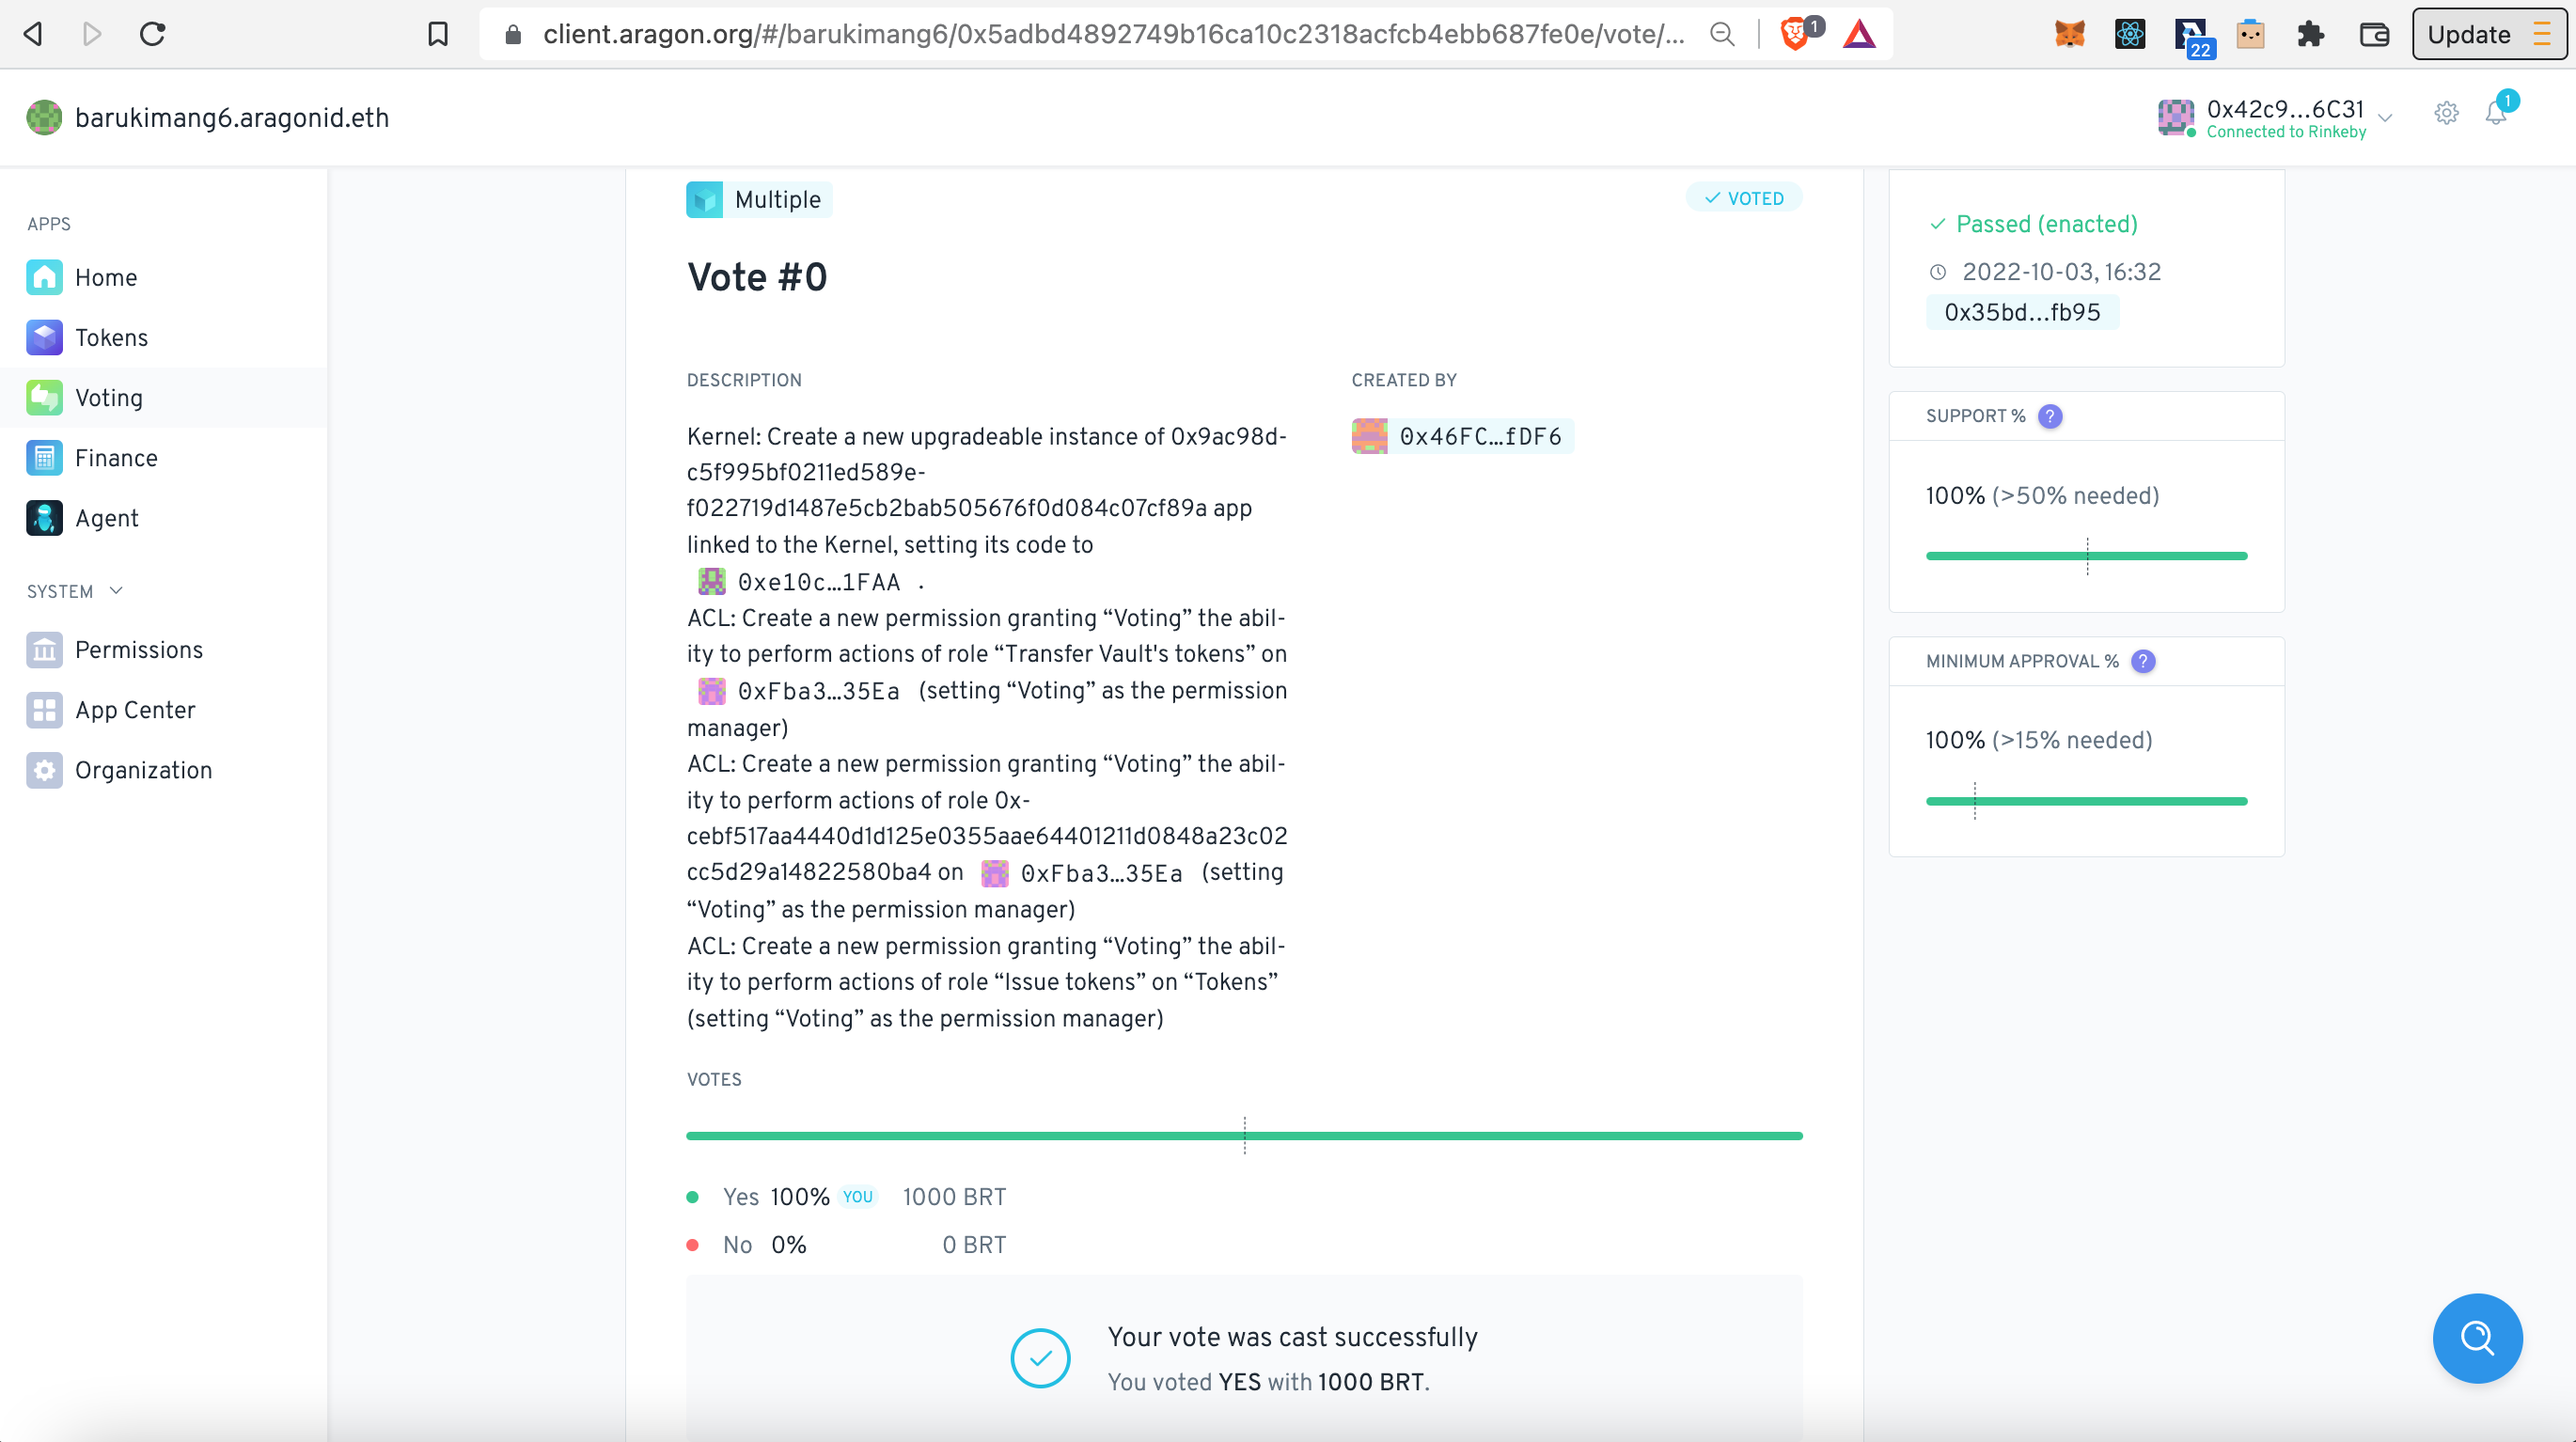 client.aragon.org/#/barukimang6/0x5adbd4892749b16ca10c2318acfcb4ebb687fe0e/vote/...
1
22
Update
barukimang6.aragonid.eth
0x42c9...6C31
Connected to Rinkeby
1
APPS
Home
Tokens
Voting
Finance
Agent
SYSTEM
Permissions
App Center
Organization
Multiple
VOTED
Vote #0
DESCRIPTION
Kernel: Create a new upgradeable instance of 0x9ac98d-
c5f995bf0211ed589e-
f022719d1487e5cb2bab505676f0d084c07cf89a app
linked to the Kernel, setting its code to
0xe10c…1FAA .
ACL: Create a new permission granting “Voting” the abil-
ity to perform actions of role “Transfer Vault's tokens” on
0xFba3…35Ea (setting “Voting” as the permission
manager)
ACL: Create a new permission granting “Voting” the abil-
ity to perform actions of role 0x-
cebf517aa4440d1d125e0355aae64401211d0848a23c02
cc5d29a14822580ba4 on 0xFba3…35Ea (setting
“Voting” as the permission manager)
ACL: Create a new permission granting “Voting” the abil-
ity to perform actions of role “Issue tokens” on “Tokens”
(setting “Voting” as the permission manager)
CREATED BY
0x46FC…fDF6
VOTES
Yes 100% YOU 1000 BRT
No 0% 0 BRT
Your vote was cast successfully
You voted YES with 1000 BRT.
Passed (enacted)
2022-10-03, 16:32
0x35bd...fb95
SUPPORT % ?
100% (>50% needed)
MINIMUM APPROVAL % ?
100% (>15% needed)